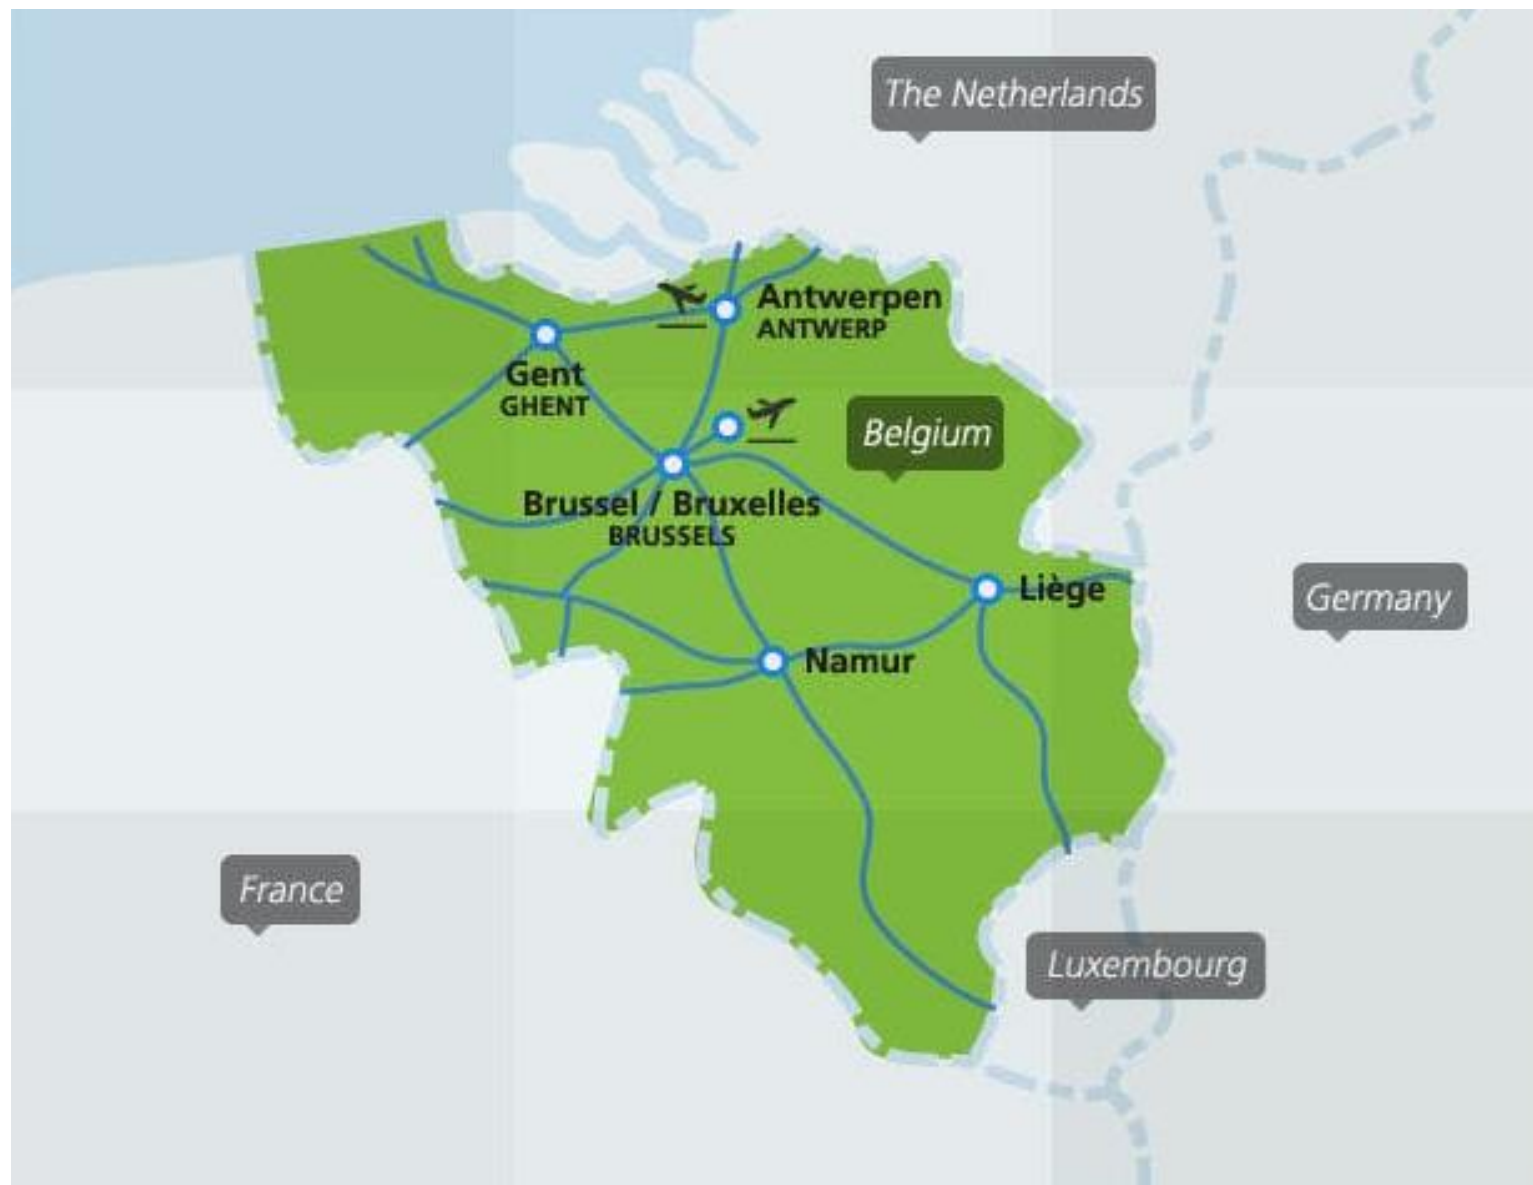 The Netherlands
Antwerpen
ANTWERP
Gent
GHENT
Belgium
Brussel / Bruxelles
BRUSSELS
Liège
Germany
Namur
France
Luxembourg